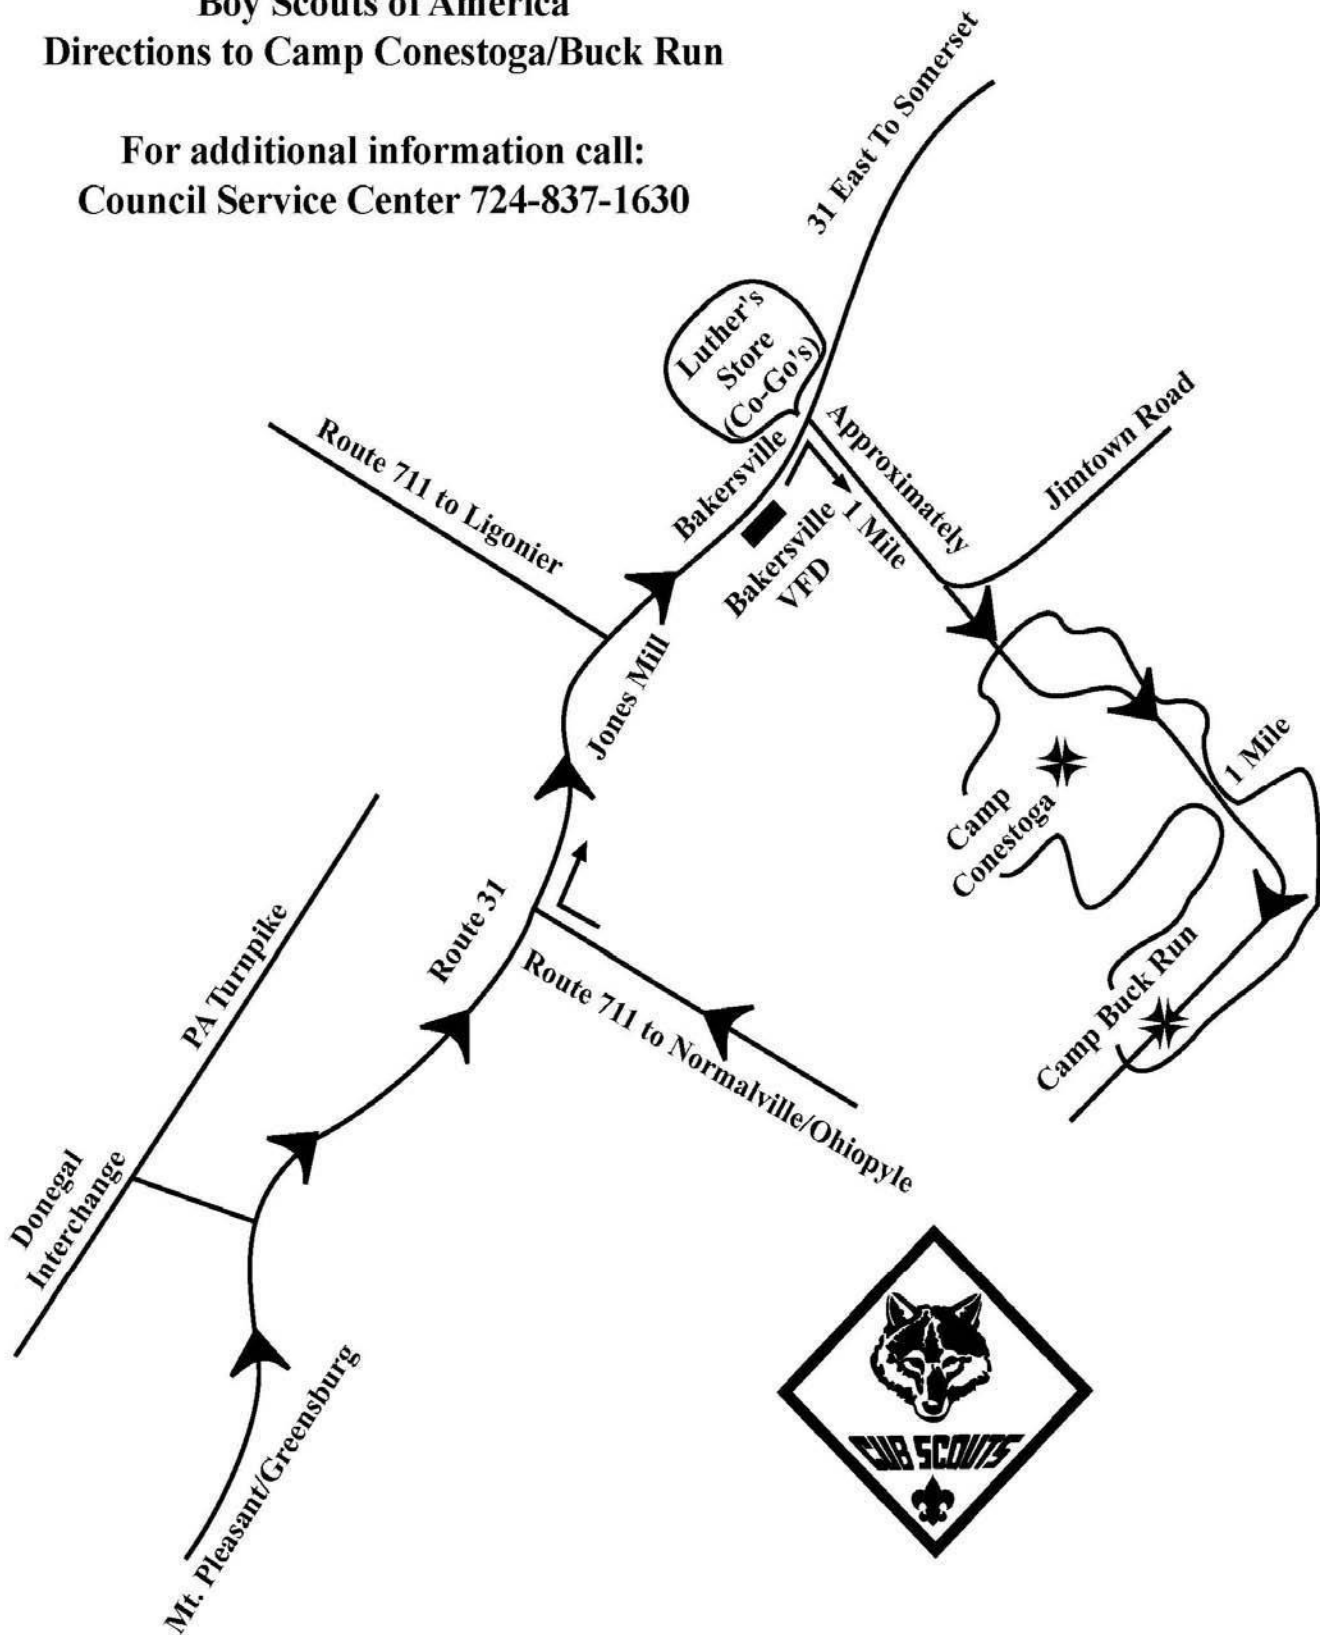 Boy Scouts of America
Directions to Camp Conestoga/Buck Run
For additional information call:
Council Service Center 724-837-1630
31 East To Somerset
Luther's
Store
(Co-Go's)
Approximately
1 Mile
Jimtown Road
Route 711 to Ligonier
Bakersville
Bakersville
VFD
Jones Mill
1 Mile
Camp
Conestoga
Route 31
PA Turnpike
Camp Buck Run
Route 711 to Normalville/Ohiopyle
Donegal
Interchange
Mt. Pleasant/Greensburg
CUB SCOUTS